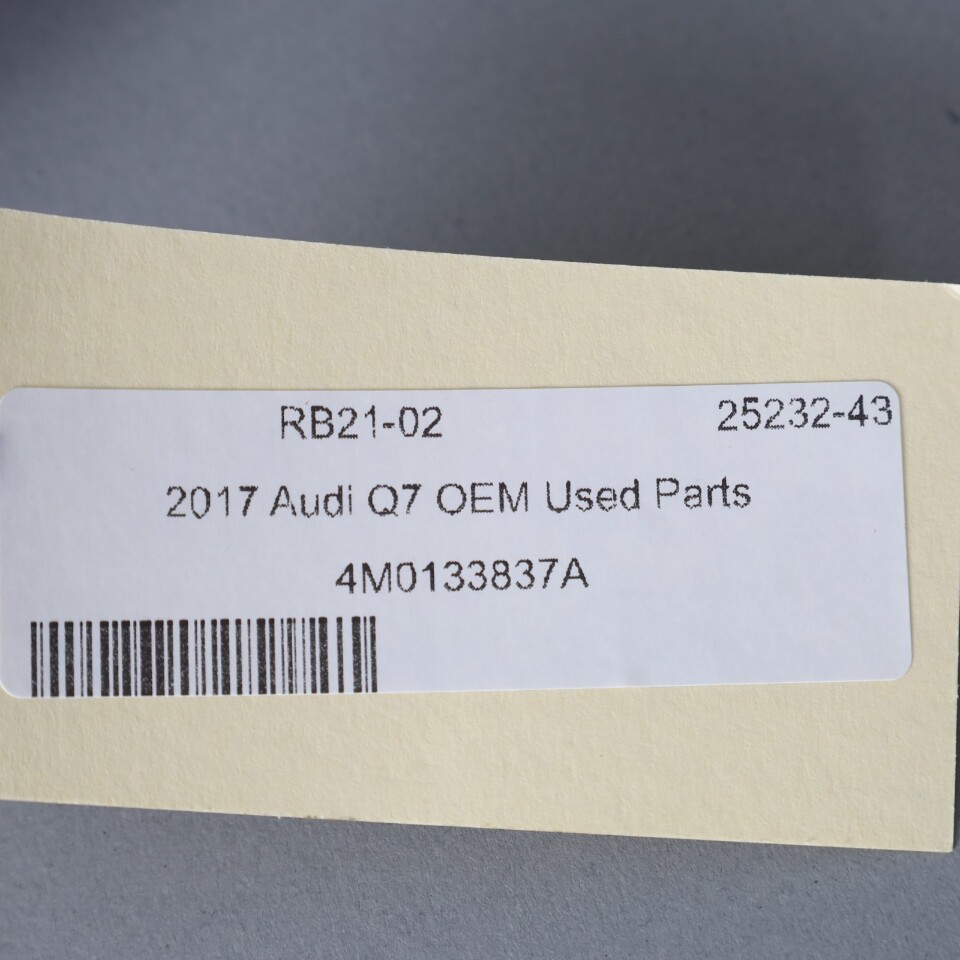 RB21-02 25232-43
2017 Audi Q7 OEM Used Parts
4M0133837A